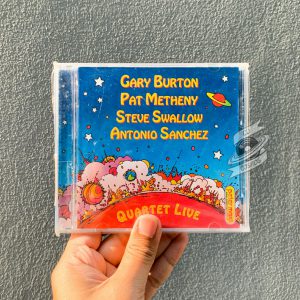 GARY BURTON
PAT METHENY
STEVE SWALLOW
ANTONIO SANCHEZ
QUARTET LIVE